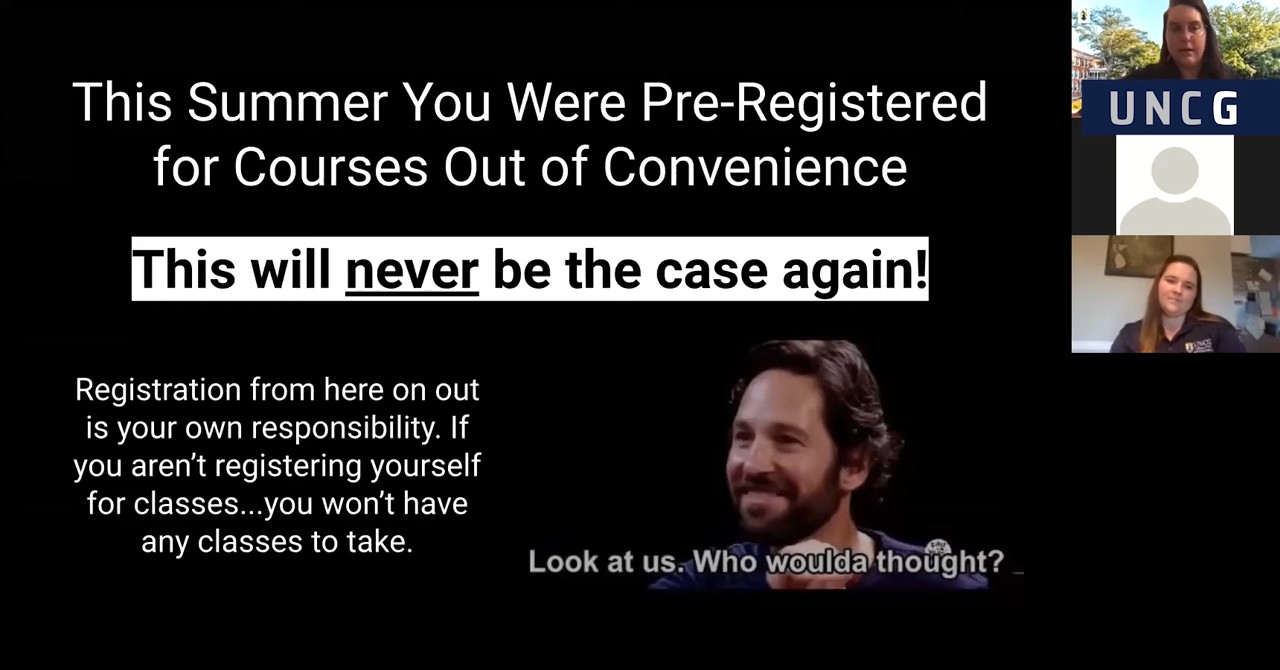 This Summer You Were Pre-Registered
for Courses Out of Convenience
This will never be the case again!
Registration from here on out
is your own responsibility. If
you aren’t registering yourself
for classes...you won’t have
any classes to take.
Look at us. Who woulda thought?
UNCG
UNCG